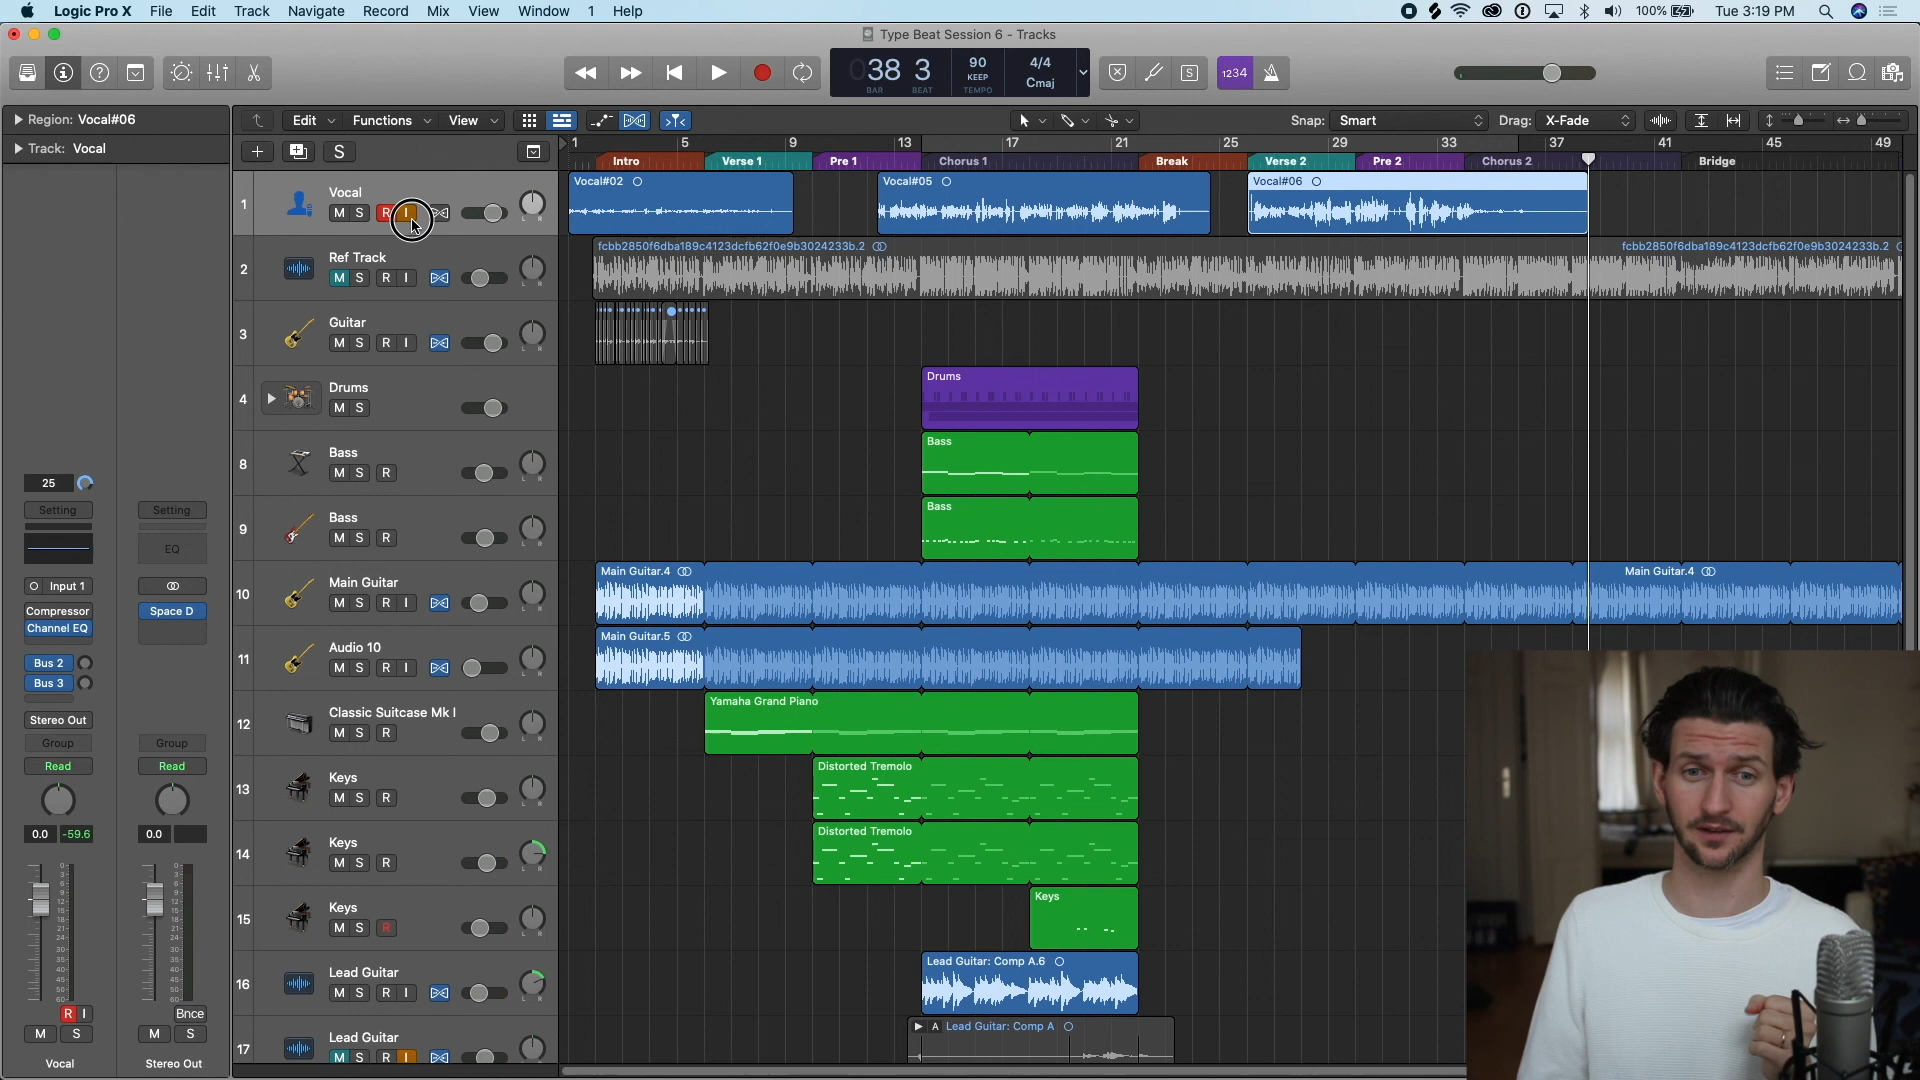 Logic Pro X File Edit Track Navigate Record Mix View Window 1 Help
100% Tue 3:19 PM
Type Beat Session 6 - Tracks
038 3 90 4/4
KEEP Cmaj
BAR BEAT TEMPO
S 1234
Region: Vocal#06
Edit Functions View
Snap: Smart Drag: X-Fade
Track: Vocal
S
1 5 9 13 17 21 25 29 33 37 41 45 49
Intro Verse 1 Pre 1 Chorus 1 Break Verse 2 Pre 2 Chorus 2 Bridge
1 Vocal
M S R I
Vocal#02 Vocal#05 Vocal#06
2 Ref Track
M S R I
fcbb2850f6dba189c4123dcfb62f0e9b3024233b.2 fcbb2850f6dba189c4123dcfb62f0e9b3024233b.2
3 Guitar
M S R I
4 Drums
M S
Drums
8 Bass
M S R
Bass
9 Bass
M S R
Bass
10 Main Guitar
M S R I
Main Guitar.4 Main Guitar.4
11 Audio 10
M S R I
Main Guitar.5
12 Classic Suitcase Mk I
M S R
Yamaha Grand Piano
13 Keys
M S R
Distorted Tremolo
14 Keys
M S R
Distorted Tremolo
15 Keys
M S R
Keys
16 Lead Guitar
M S R I
Lead Guitar: Comp A.6
17 Lead Guitar
M S R I
A Lead Guitar: Comp A
25
Setting Setting
EQ
Input 1
Compressor Space D
Channel EQ
Bus 2
Bus 3
Stereo Out
Group Group
Read Read
0.0 -59.6 0.0
R I Bnce
M S M S
Vocal Stereo Out